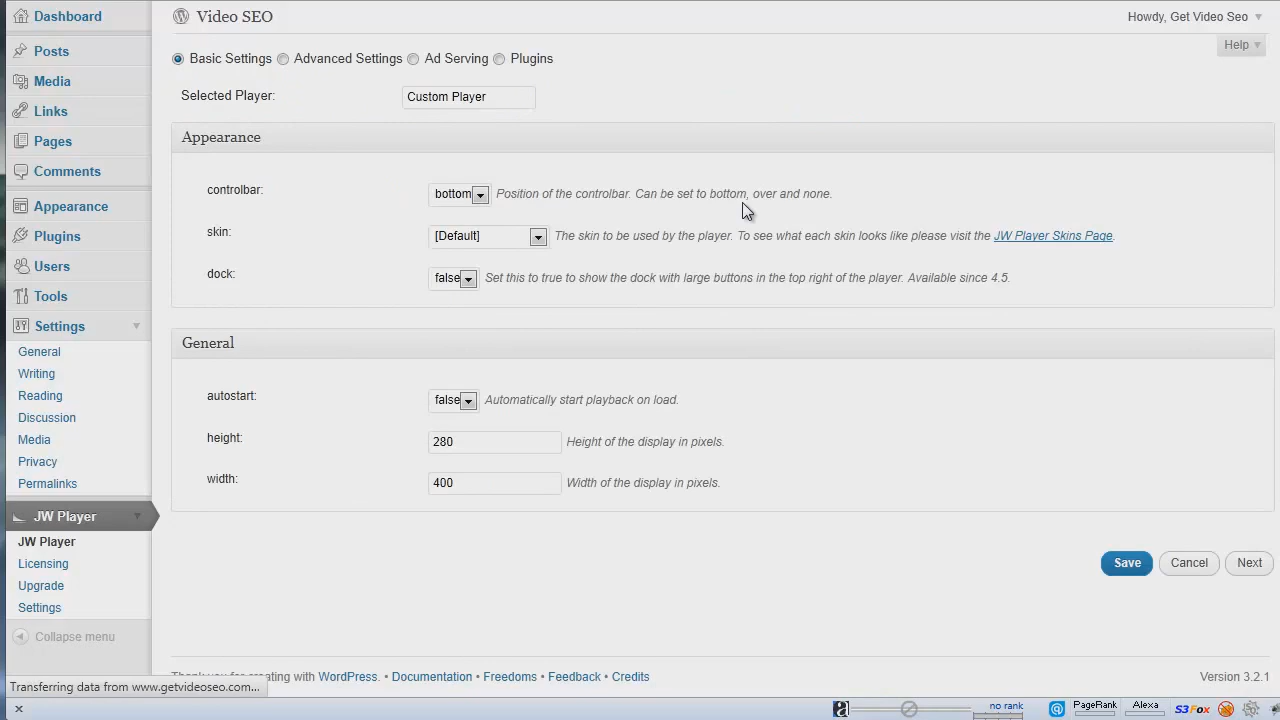 Dashboard
Posts
Media
Links
Pages
Comments
Appearance
Plugins
Users
Tools
Settings
General
Writing
Reading
Discussion
Media
Privacy
Permalinks
JW Player
JW Player
Licensing
Upgrade
Settings
Collapse menu
Video SEO
Howdy, Get Video Seo
Help
Basic Settings Advanced Settings Ad Serving Plugins
Selected Player: Custom Player
Appearance
controlbar: bottom Position of the controlbar. Can be set to bottom, over and none.
skin: [Default] The skin to be used by the player. To see what each skin looks like please visit the JW Player Skins Page.
dock: false Set this to true to show the dock with large buttons in the top right of the player. Available since 4.5.
General
autostart: false Automatically start playback on load.
height: 280 Height of the display in pixels.
width: 400 Width of the display in pixels.
Save Cancel Next
creating with WordPress. • Documentation • Freedoms • Feedback • Credits
Version 3.2.1
Transferring data from www.getvideoseo.com...
no rank
PageRank
Alexa
S3Fox